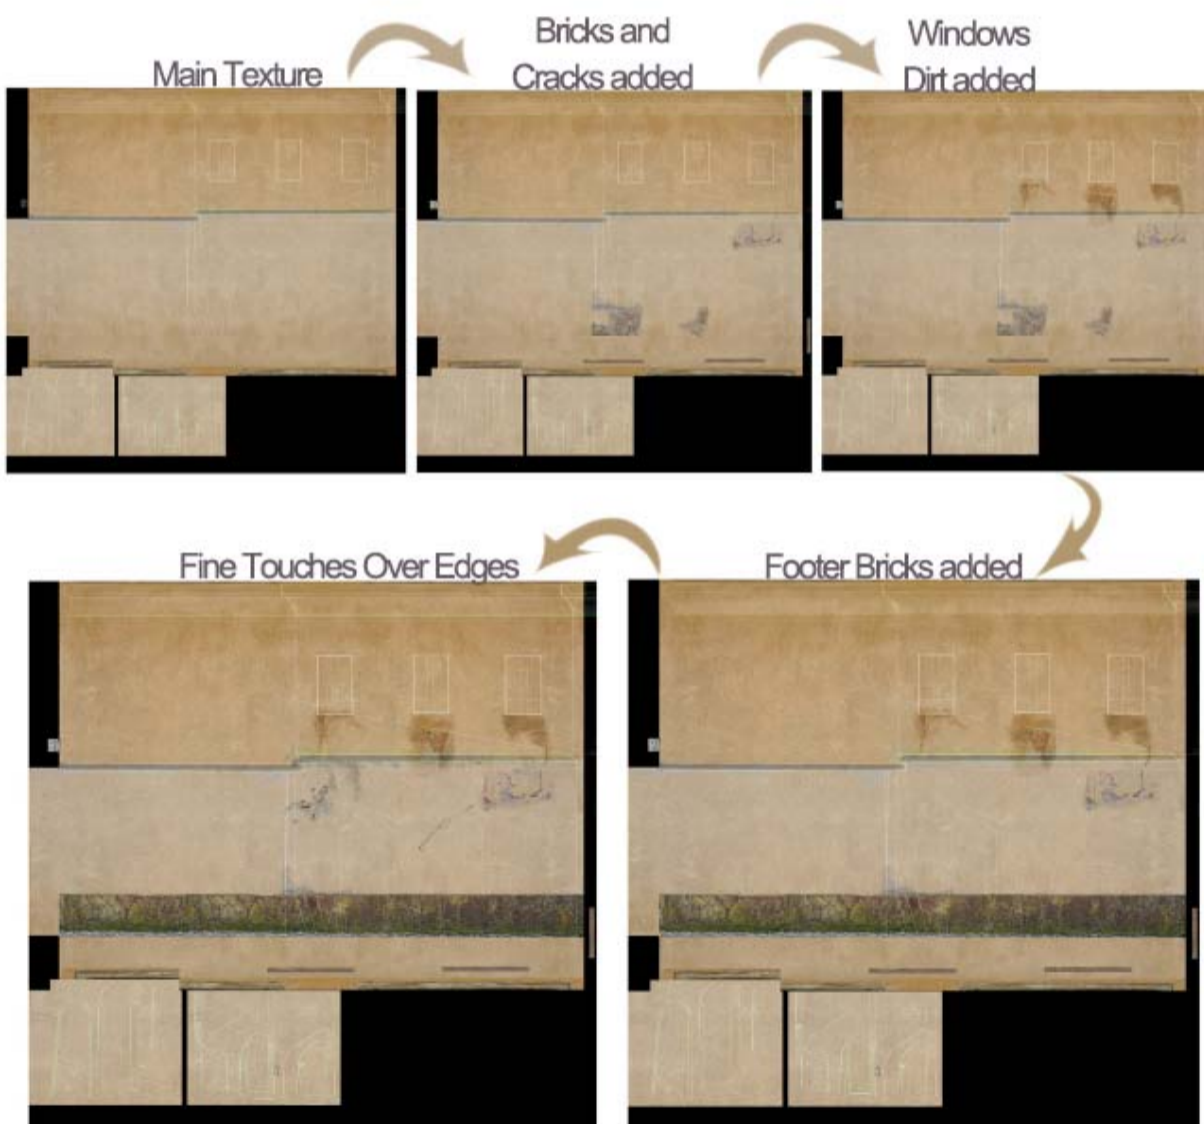 Main Texture
Bricks and
Cracks added
Windows
Dirt added
Footer Bricks added
Fine Touches Over Edges